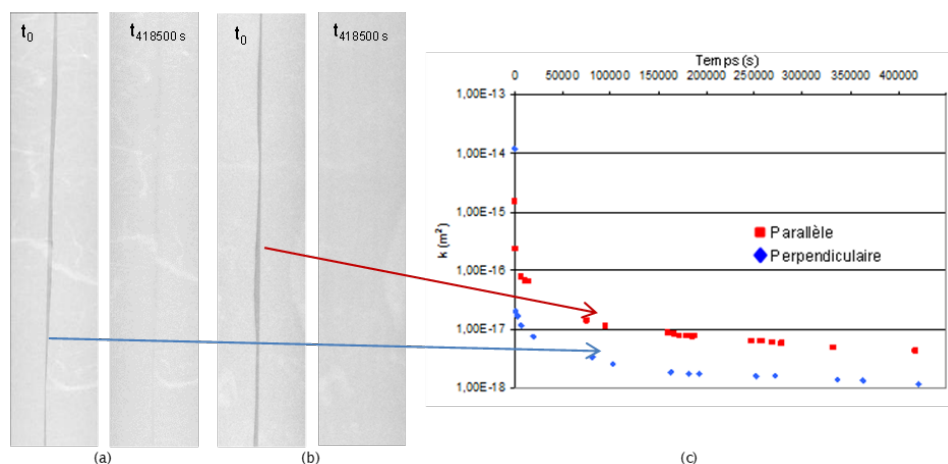 t0
t418500 s
t0
t418500 s
Temps (s)
0 50000 100000 150000 200000 250000 300000 350000 400000
1,00E-13
1,00E-14
1,00E-15
1,00E-16
1,00E-17
1,00E-18
k (m²)
Parallèle
Perpendiculaire
(a)
(b)
(c)